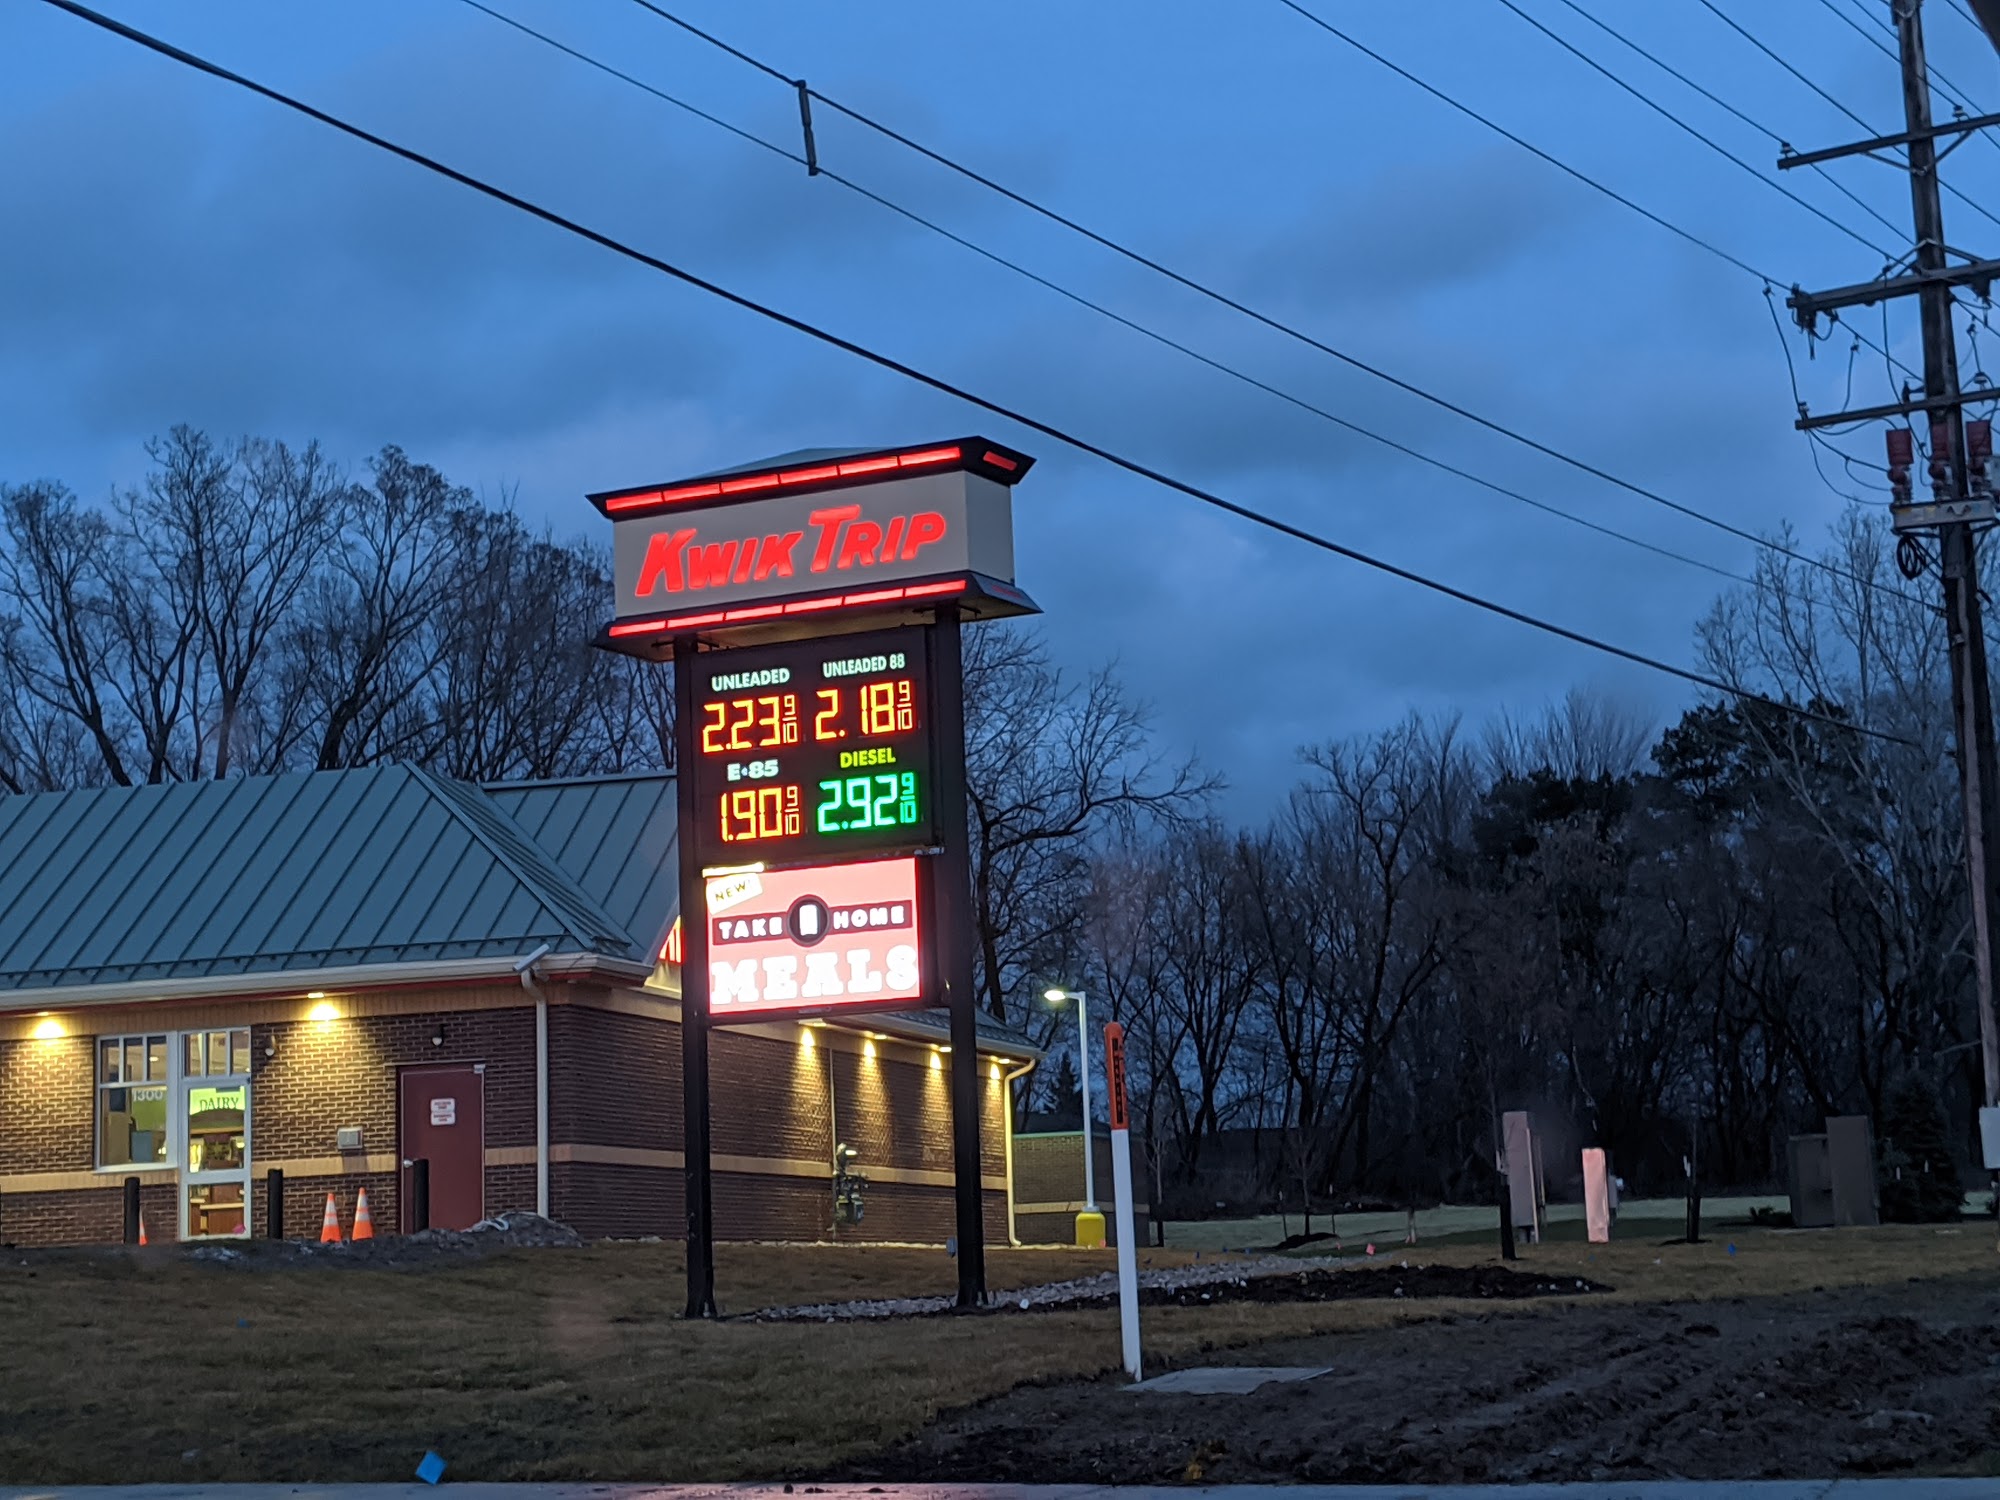 KWIK TRIP
UNLEADED UNLEADED 88
2.23 9/10 2.18 9/10
E-85 DIESEL
1.90 9/10 2.92 9/10
NEW!
TAKE HOME
MEALS
1300
DAIRY